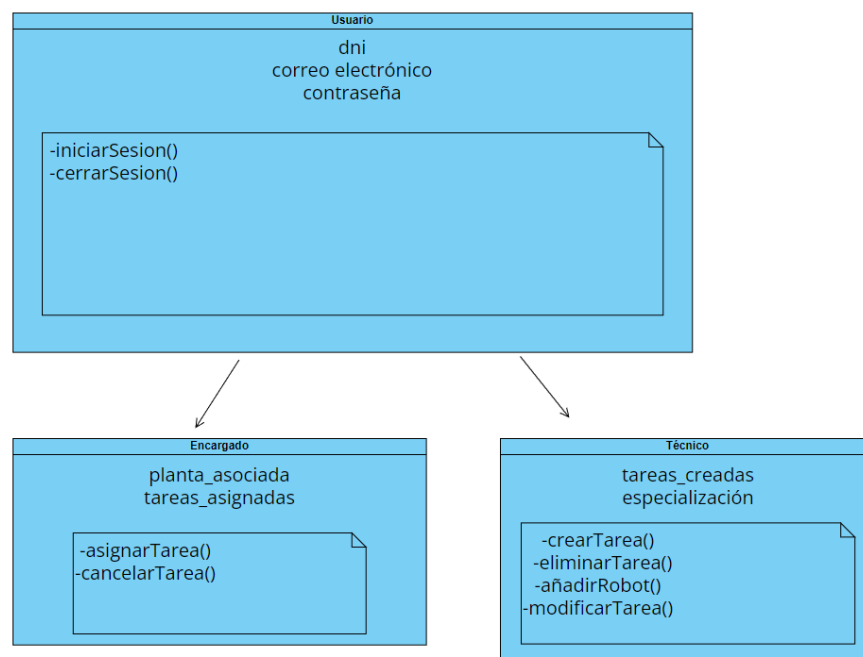 Usuario
dni
correo electrónico
contraseña
-iniciarSesion()
-cerrarSesion()
Encargado
planta_asociada
tareas_asignadas
-asignarTarea()
-cancelarTarea()
Técnico
tareas_creadas
especialización
-crearTarea()
-eliminarTarea()
-añadirRobot()
-modificarTarea()